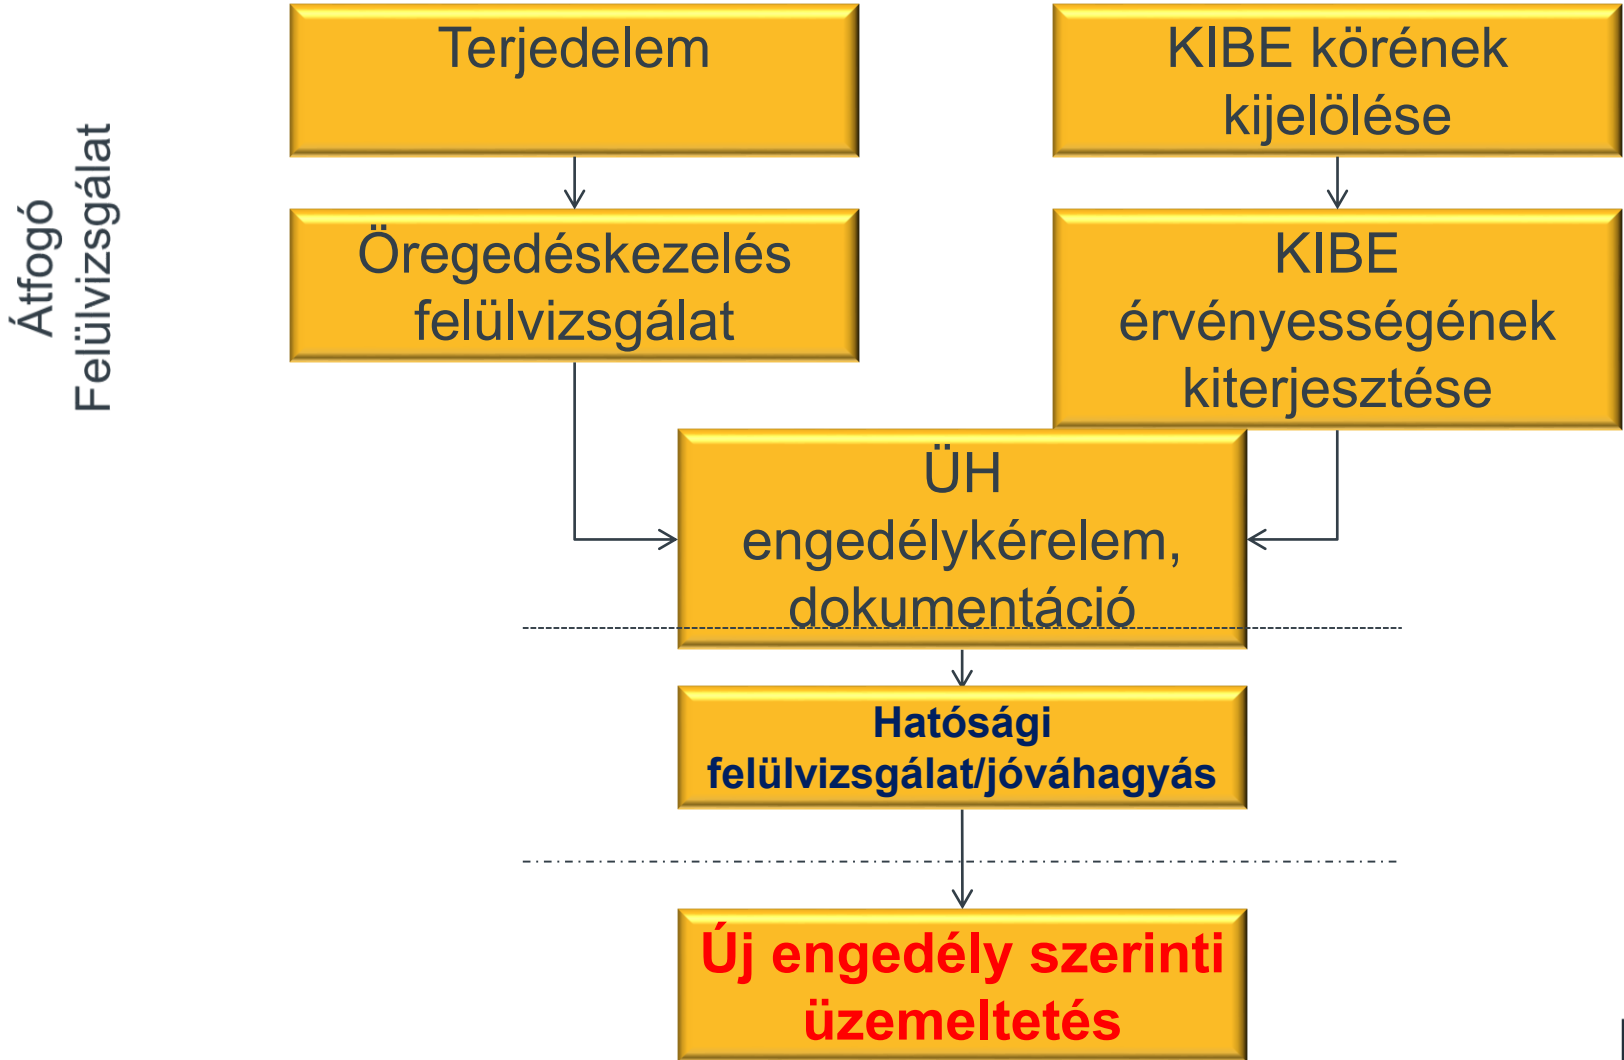 Átfogó
Felülvizsgálat
Terjedelem
KIBE körének
kijelölése
Öregedéskezelés
felülvizsgálat
KIBE
érvényességének
kiterjesztése
ÜH
engedélykérelem,
dokumentáció
Hatósági
felülvizsgálat/jóváhagyás
Új engedély szerinti
üzemeltetés